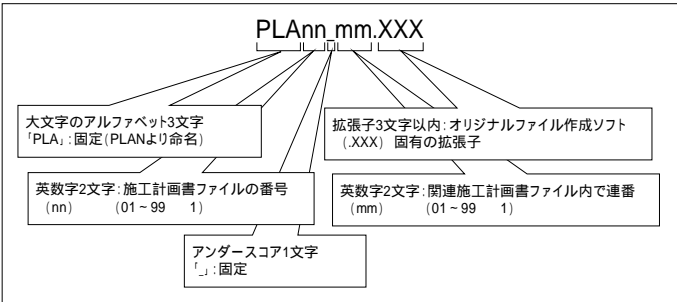 PLAnn_mm.XXX
大文字のアルファベット3文字
「PLA」:固定(PLANより命名)
拡張子3文字以内:オリジナルファイル作成ソフト
(.XXX) 固有の拡張子
英数字2文字:施工計画書ファイルの番号
(nn) (01~99 1)
英数字2文字:関連施工計画書ファイル内で連番
(mm) (01~99 1)
アンダースコア1文字
「_」:固定